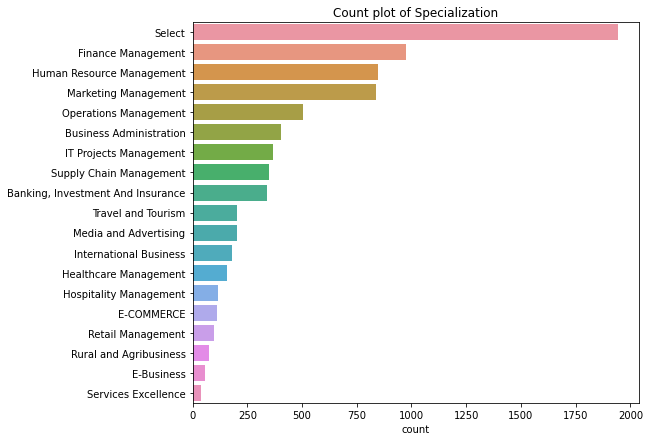 Count plot of Specialization
Select
Finance Management
Human Resource Management
Marketing Management
Operations Management
Business Administration
IT Projects Management
Supply Chain Management
Banking, Investment And Insurance
Travel and Tourism
Media and Advertising
International Business
Healthcare Management
Hospitality Management
E-COMMERCE
Retail Management
Rural and Agribusiness
E-Business
Services Excellence
0 250 500 750 1000 1250 1500 1750 2000
count